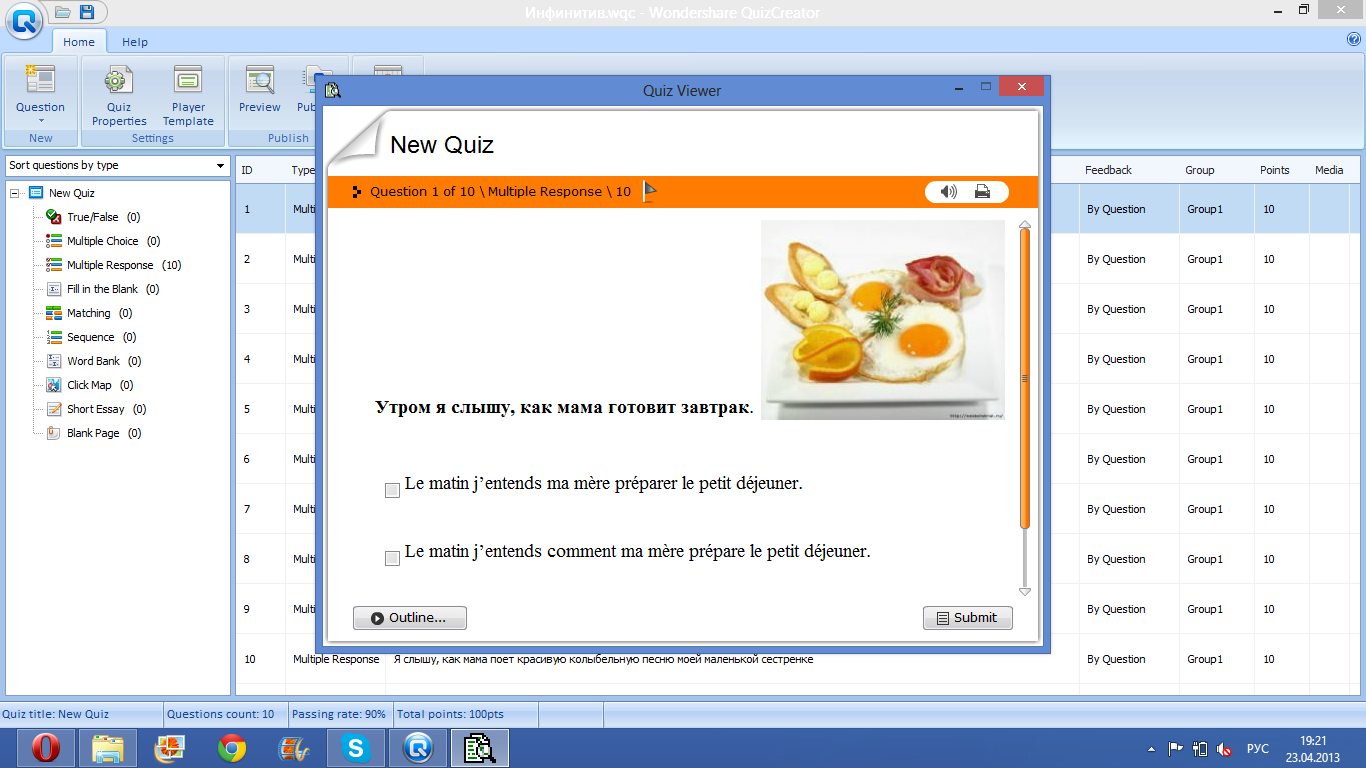 Инфинитив.wqc - Wondershare QuizCreator
Home Help
Question
Quiz Properties
Player Template
Preview
New Settings Publish
Quiz Viewer
New Quiz
Question 1 of 10 \ Multiple Response \ 10
Утром я слышу, как мама готовит завтрак.
Le matin j’entends ma mère préparer le petit déjeuner.
Le matin j’entends comment ma mère prépare le petit déjeuner.
Outline... Submit
Sort questions by type
New Quiz
True/False (0)
Multiple Choice (0)
Multiple Response (10)
Fill in the Blank (0)
Matching (0)
Sequence (0)
Word Bank (0)
Click Map (0)
Short Essay (0)
Blank Page (0)
ID Type Feedback Group Points Media
1 By Question Group1 10
2 By Question Group1 10
3 By Question Group1 10
4 By Question Group1 10
5 By Question Group1 10
6 By Question Group1 10
7 By Question Group1 10
8 By Question Group1 10
9 By Question Group1 10
10 Multiple Response Я слышу, как мама поет красивую колыбельную песню моей маленькой сестренке By Question Group1 10
Quiz title: New Quiz Questions count: 10 Passing rate: 90% Total points: 100pts
РУС 19:21
23.04.2013